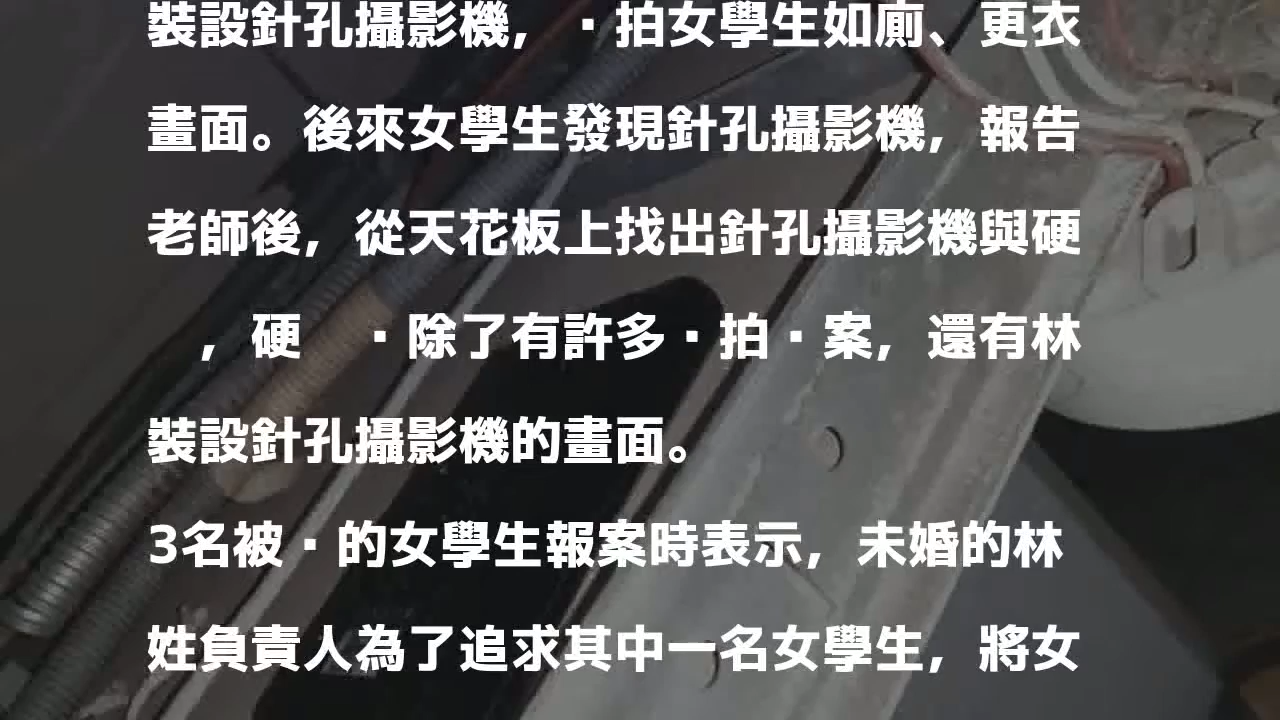 裝設針孔攝影機，▪拍女學生如廁、更衣
畫面。後來女學生發現針孔攝影機，報告
老師後，從天花板上找出針孔攝影機與硬
，硬　▪除了有許多▪拍▪案，還有林
裝設針孔攝影機的畫面。
3名被▪的女學生報案時表示，未婚的林
姓負責人為了追求其中一名女學生，將女